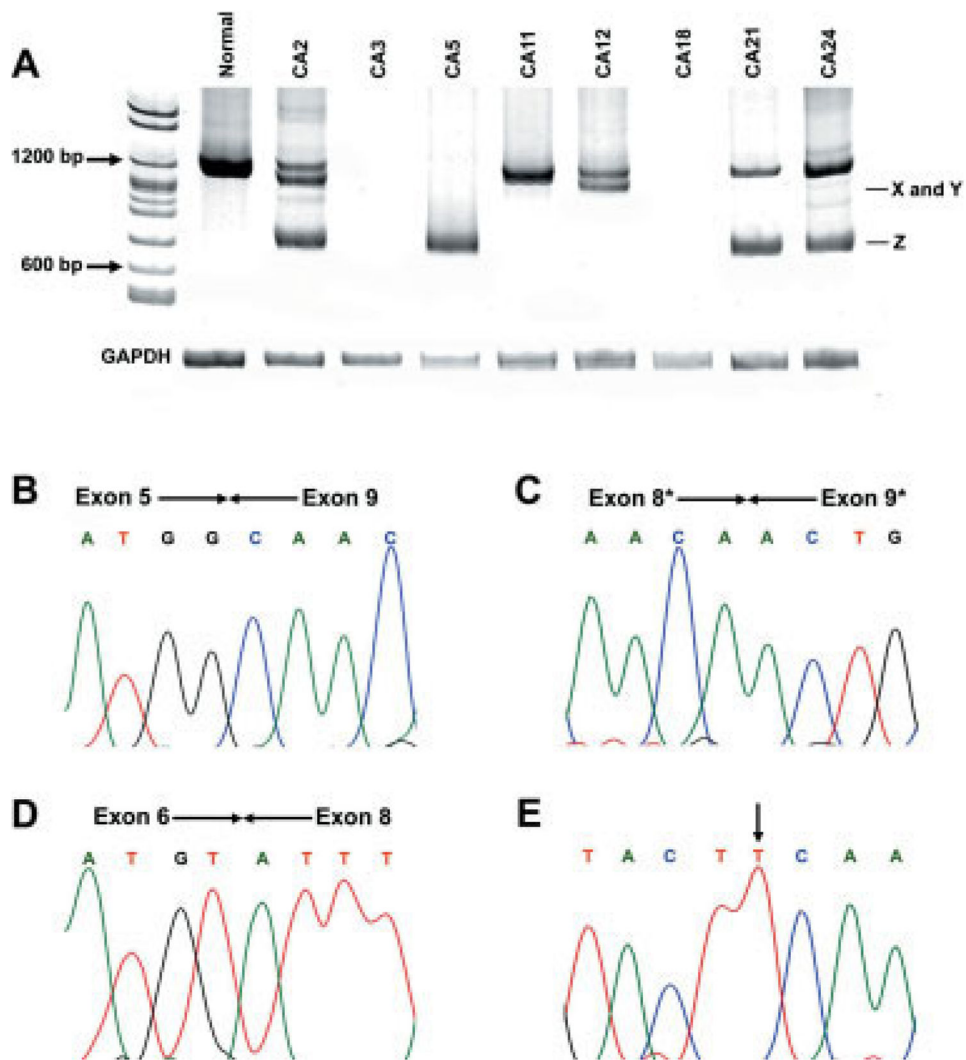 A
Normal CA2 CA3 CA5 CA11 CA12 CA18 CA21 CA24
1200 bp
X and Y
Z
600 bp
GAPDH
B
Exon 5 Exon 9
A T G G C A A C
C
Exon 8* Exon 9*
A A C A A C T G
D
Exon 6 Exon 8
A T G T A T T T
E
T A C T T C A A